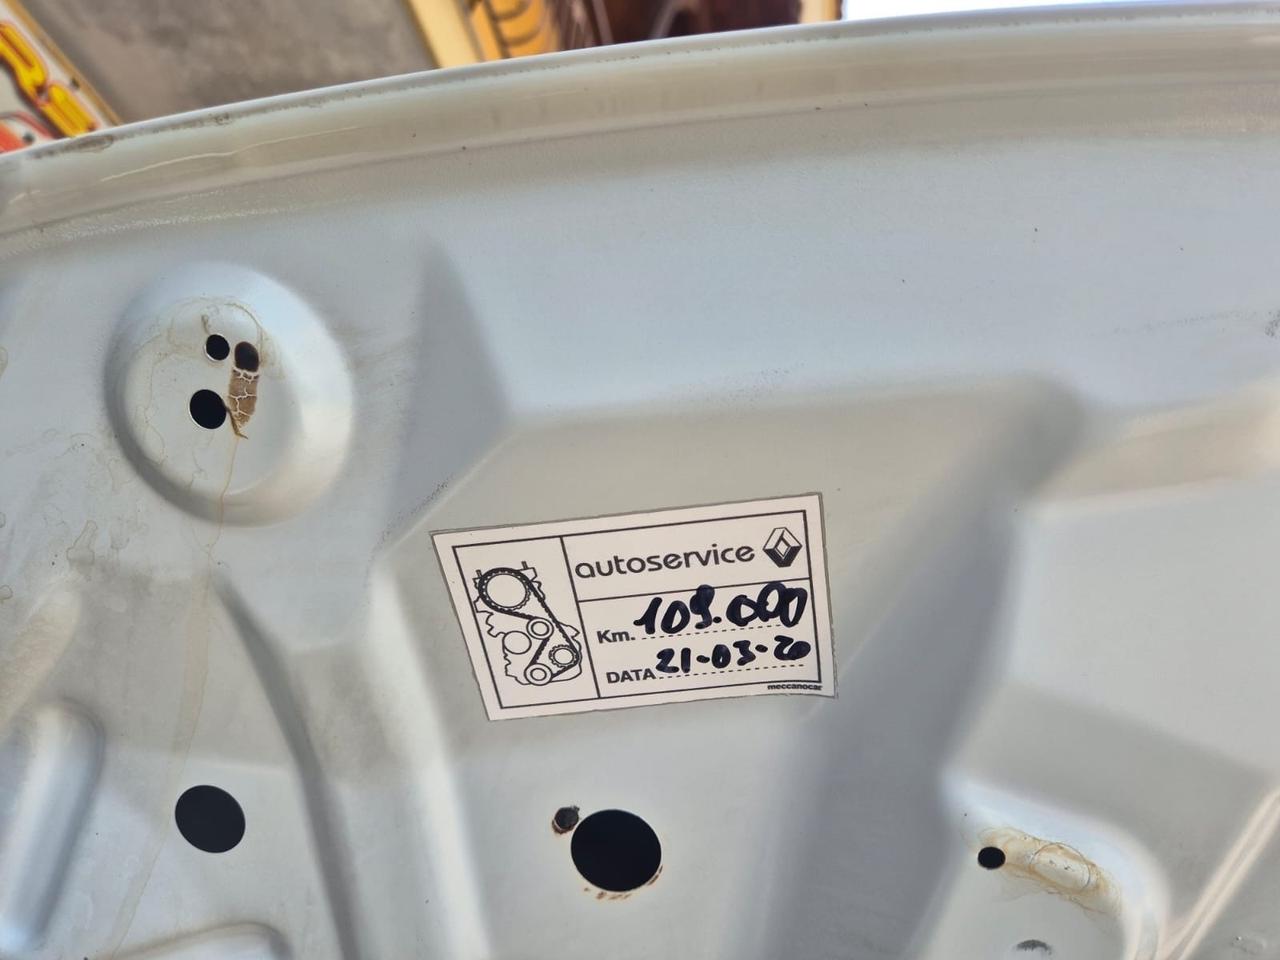 autoservice
Km. 109.000
DATA 21-03-20
meccanocar